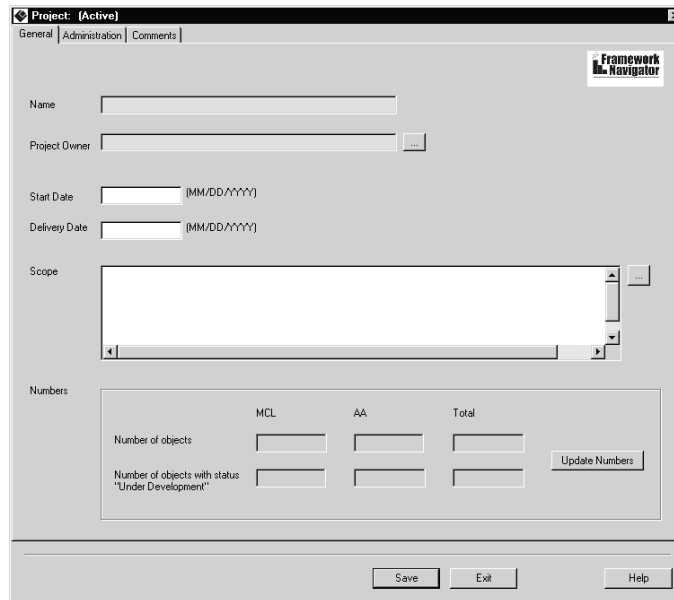 Project: (Active)
General Administration Comments
Framework
Navigator
Name
Project Owner ...
Start Date (MM/DD/YYYY)
Delivery Date (MM/DD/YYYY)
Scope ...
Numbers
MCL AA Total
Number of objects
Update Numbers
Number of objects with status
"Under Development"
Save Exit Help